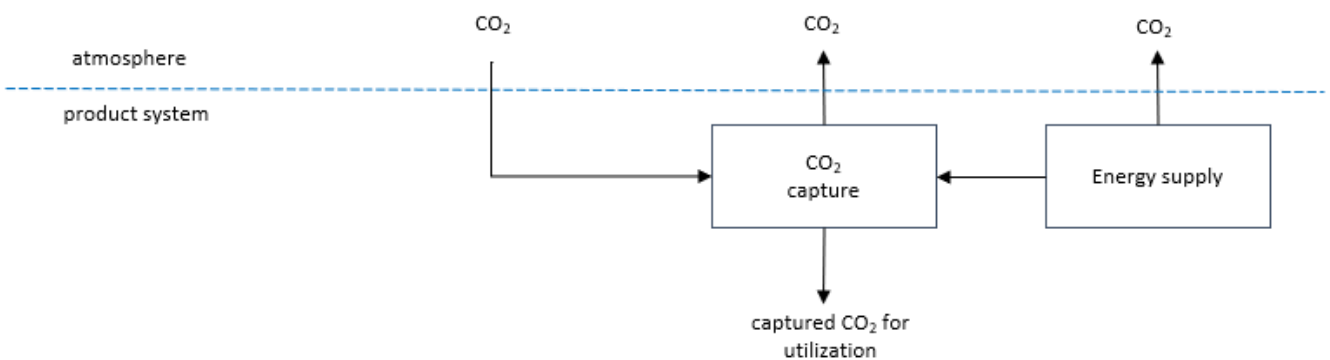 CO₂
CO₂
CO₂
atmosphere
product system
CO₂
capture
Energy supply
captured CO₂ for
utilization